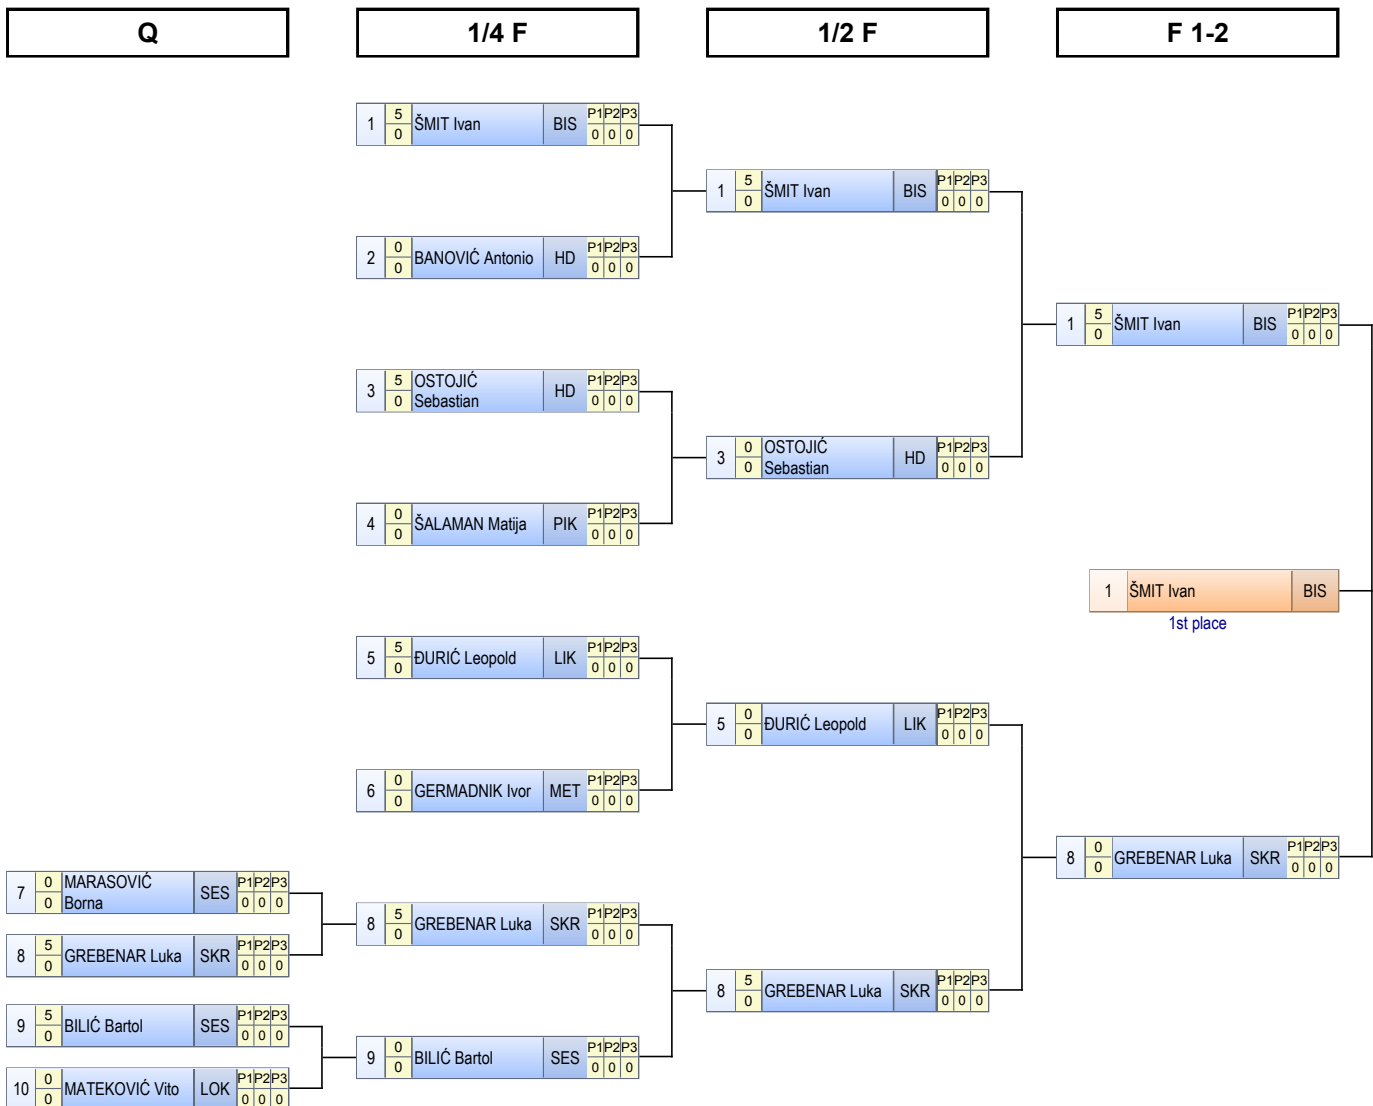 Q 1/4 F 1/2 F F 1-2
1 5 ŠMIT Ivan BIS P1 P2 P3
0 0 0 0
1 5 ŠMIT Ivan BIS P1 P2 P3
0 0 0 0
2 0 BANOVIĆ Antonio HD P1 P2 P3
0 0 0 0
1 5 ŠMIT Ivan BIS P1 P2 P3
0 0 0 0
3 5 OSTOJIĆ HD P1 P2 P3
0 Sebastian 0 0 0
3 0 OSTOJIĆ HD P1 P2 P3
0 Sebastian 0 0 0
4 0 ŠALAMAN Matija PIK P1 P2 P3
0 0 0 0
1 ŠMIT Ivan BIS
1st place
5 5 ĐURIĆ Leopold LIK P1 P2 P3
0 0 0 0
5 0 ĐURIĆ Leopold LIK P1 P2 P3
0 0 0 0
6 0 GERMADNIK Ivor MET P1 P2 P3
0 0 0 0
8 0 GREBENAR Luka SKR P1 P2 P3
0 0 0 0
7 0 MARASOVIĆ SES P1 P2 P3
0 Borna 0 0 0
8 5 GREBENAR Luka SKR P1 P2 P3
0 0 0 0
8 5 GREBENAR Luka SKR P1 P2 P3
0 0 0 0
8 5 GREBENAR Luka SKR P1 P2 P3
0 0 0 0
9 5 BILIĆ Bartol SES P1 P2 P3
0 0 0 0
9 0 BILIĆ Bartol SES P1 P2 P3
0 0 0 0
10 0 MATEKOVIĆ Vito LOK P1 P2 P3
0 0 0 0